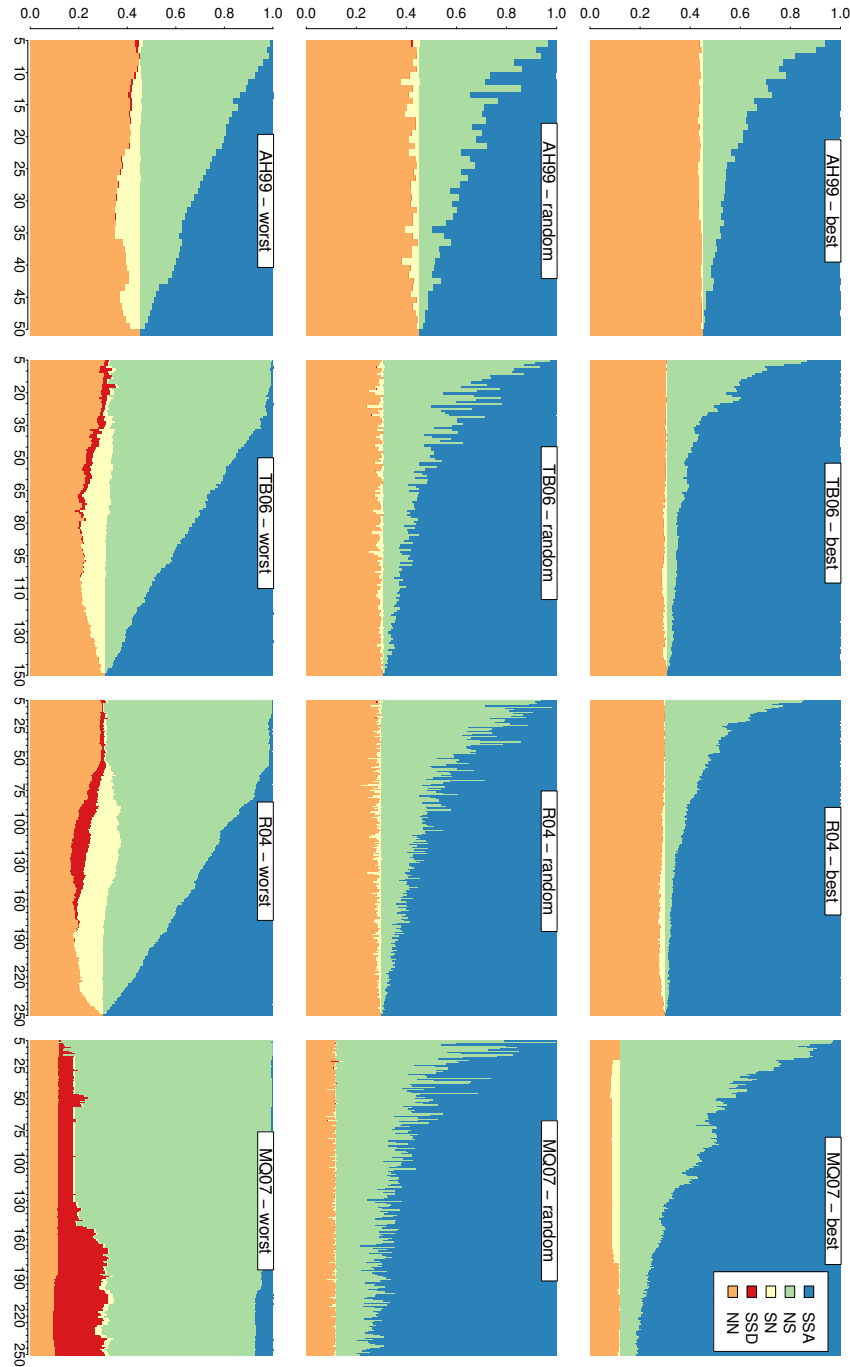 0.0 0.2 0.4 0.6 0.8 1.0
AH99 – best
TB06 – best
R04 – best
MQ07 – best
SSA
NS
SN
SSD
NN
0.0 0.2 0.4 0.6 0.8 1.0
AH99 – random
TB06 – random
R04 – random
MQ07 – random
0.0 0.2 0.4 0.6 0.8 1.0
AH99 – worst
TB06 – worst
R04 – worst
MQ07 – worst
5 10 15 20 25 30 35 40 45 50
5 20 35 50 65 80 95 110 130 150
5 25 50 75 100 130 160 190 220 250
5 25 50 75 100 130 160 190 220 250